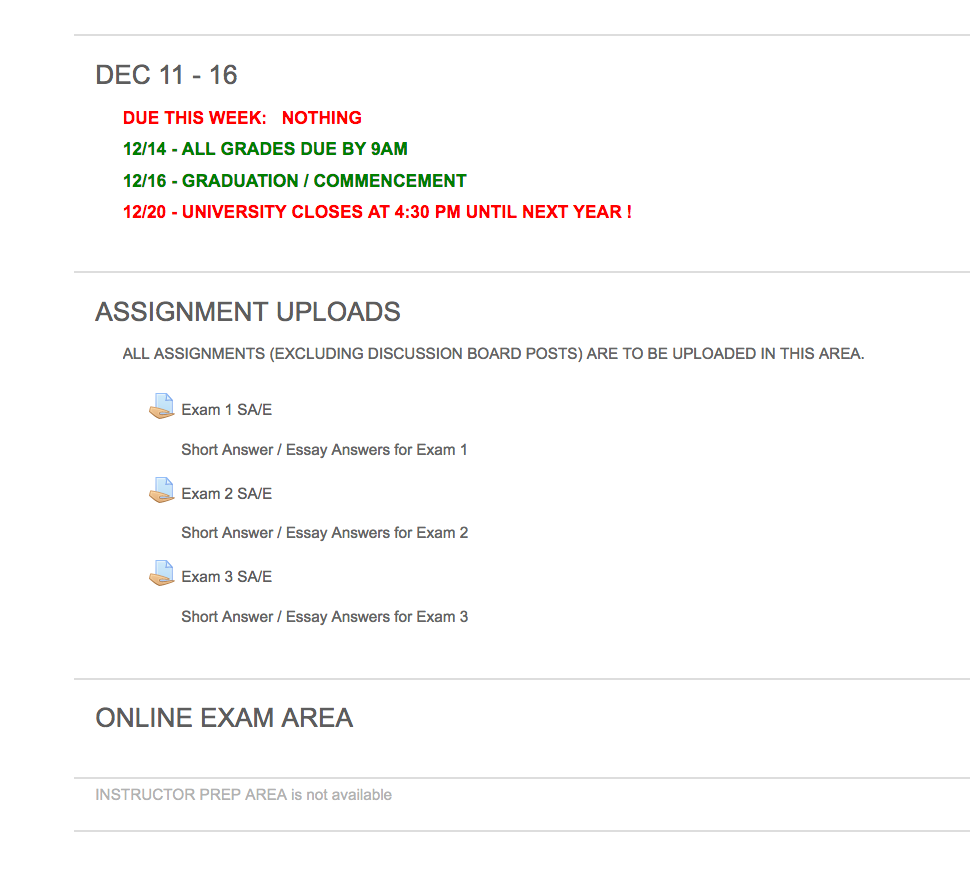 DEC 11 - 16
DUE THIS WEEK:   NOTHING
12/14 - ALL GRADES DUE BY 9AM
12/16 - GRADUATION / COMMENCEMENT
12/20 - UNIVERSITY CLOSES AT 4:30 PM UNTIL NEXT YEAR !
ASSIGNMENT UPLOADS
ALL ASSIGNMENTS (EXCLUDING DISCUSSION BOARD POSTS) ARE TO BE UPLOADED IN THIS AREA.
Exam 1 SA/E
Short Answer / Essay Answers for Exam 1
Exam 2 SA/E
Short Answer / Essay Answers for Exam 2
Exam 3 SA/E
Short Answer / Essay Answers for Exam 3
ONLINE EXAM AREA
INSTRUCTOR PREP AREA is not available